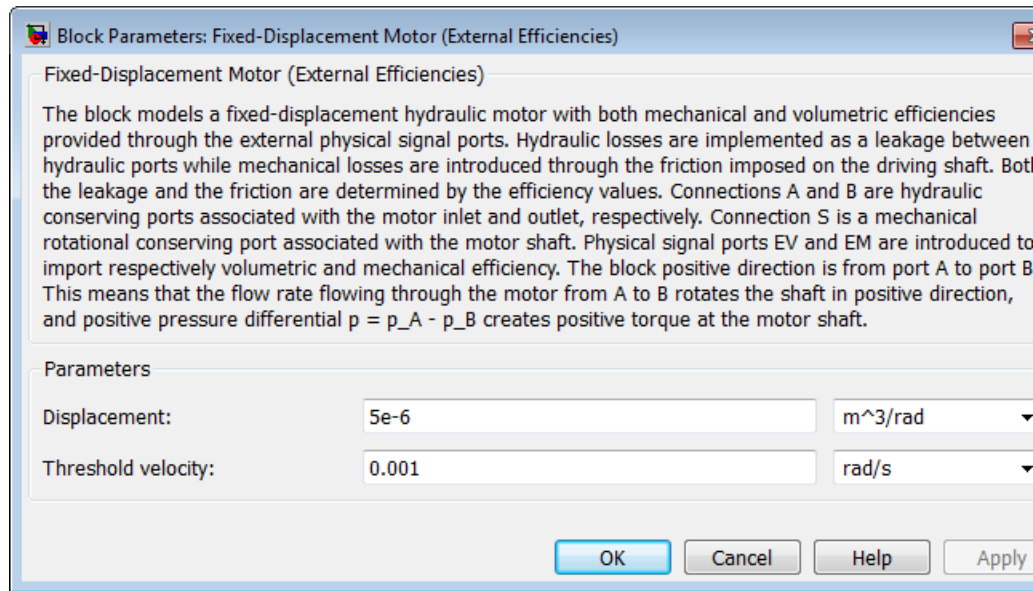 Block Parameters: Fixed-Displacement Motor (External Efficiencies)
Fixed-Displacement Motor (External Efficiencies)
The block models a fixed-displacement hydraulic motor with both mechanical and volumetric efficiencies
provided through the external physical signal ports. Hydraulic losses are implemented as a leakage between
hydraulic ports while mechanical losses are introduced through the friction imposed on the driving shaft. Both
the leakage and the friction are determined by the efficiency values. Connections A and B are hydraulic
conserving ports associated with the motor inlet and outlet, respectively. Connection S is a mechanical
rotational conserving port associated with the motor shaft. Physical signal ports EV and EM are introduced to
import respectively volumetric and mechanical efficiency. The block positive direction is from port A to port B.
This means that the flow rate flowing through the motor from A to B rotates the shaft in positive direction,
and positive pressure differential p = p_A - p_B creates positive torque at the motor shaft.
Parameters
Displacement: 5e-6 m^3/rad
Threshold velocity: 0.001 rad/s
OK Cancel Help Apply